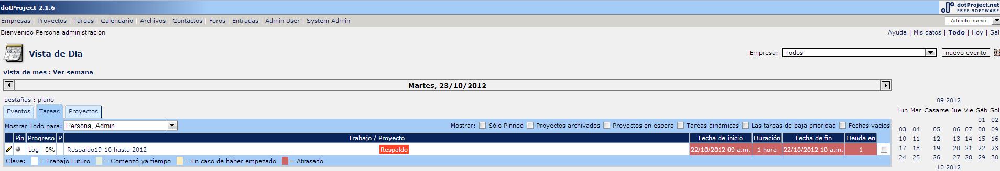 dotProject 2.1.6
dotProject.net
FREE SOFTWARE
Empresas | Proyectos | Tareas | Calendario | Archivos | Contactos | Foros | Entradas | Admin User | System Admin
- Artículo nuevo -
Bienvenido Persona administración
Ayuda | Mis datos | Todo | Hoy | Sal
Vista de Día
Empresa: Todos nuevo evento
vista de mes : Ver semana
Martes, 23/10/2012
pestañas : plano
Eventos Tareas Proyectos
Mostrar Todo para: Persona, Admin
Mostrar: Sólo Pinned Proyectos archivados Proyectos en espera Tareas dinámicas Las tareas de baja prioridad Fechas vacíos
Pin Progreso P Trabajo / Proyecto Fecha de inicio Duración Fecha de fin Deuda en
Log 0% Respaldo19-10 hasta 2012 Respaldo 22/10/2012 09 a.m. 1 hora 22/10/2012 10 a.m. 1
Clave: = Trabajo Futuro = Comenzó ya tiempo = En caso de haber empezado = Atrasado
09 2012
Lun Mar Casarse Jue Vie Sáb Sol
01 02
03 04 05 06 07 08 09
10 11 12 13 14 15 16
17 18 19 20 21 22 23
24 25 26 27 28 29 30
10 2012